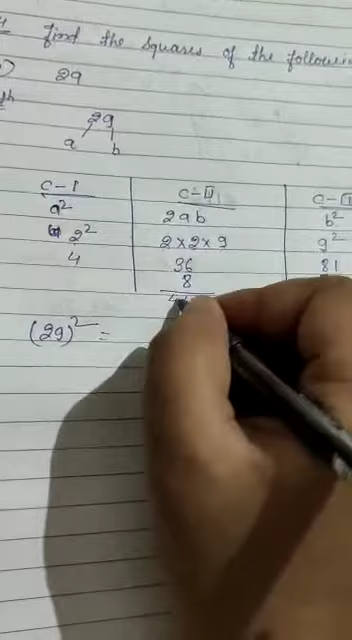 find the squares of the following
29
29
a b
C-I C-II
a² 2ab b²
2² 2×2×9 9²
4 36 81
8
(29)² =